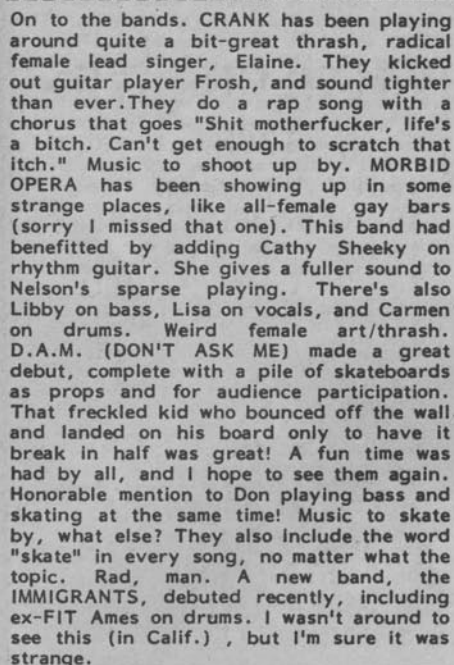 On to the bands. CRANK has been playing
around quite a bit-great thrash, radical
female lead singer, Elaine. They kicked
out guitar player Frosh, and sound tighter
than ever.They do a rap song with a
chorus that goes "Shit motherfucker, life's
a bitch. Can't get enough to scratch that
itch." Music to shoot up by. MORBID
OPERA has been showing up in some
strange places, like all-female gay bars
(sorry I missed that one). This band had
benefitted by adding Cathy Sheeky on
rhythm guitar. She gives a fuller sound to
Nelson's sparse playing. There's also
Libby on bass, Lisa on vocals, and Carmen
on drums. Weird female art/thrash.
D.A.M. (DON'T ASK ME) made a great
debut, complete with a pile of skateboards
as props and for audience participation.
That freckled kid who bounced off the wall
and landed on his board only to have it
break in half was great! A fun time was
had by all, and I hope to see them again.
Honorable mention to Don playing bass and
skating at the same time! Music to skate
by, what else? They also include the word
"skate" in every song, no matter what the
topic. Rad, man. A new band, the
IMMIGRANTS, debuted recently, including
ex-FIT Ames on drums. I wasn't around to
see this (in Calif.) , but I'm sure it was
strange.